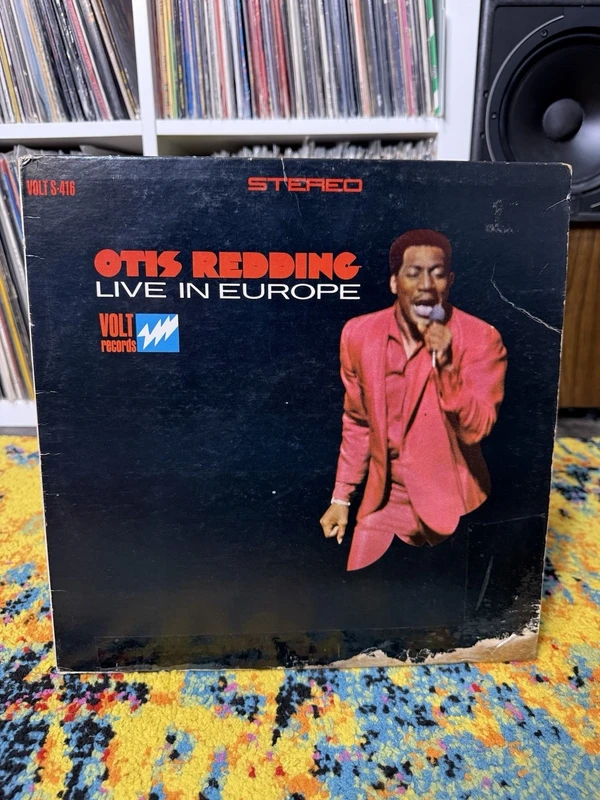 VOLT S-416
STEREO
OTIS REDDING
LIVE IN EUROPE
VOLT
records